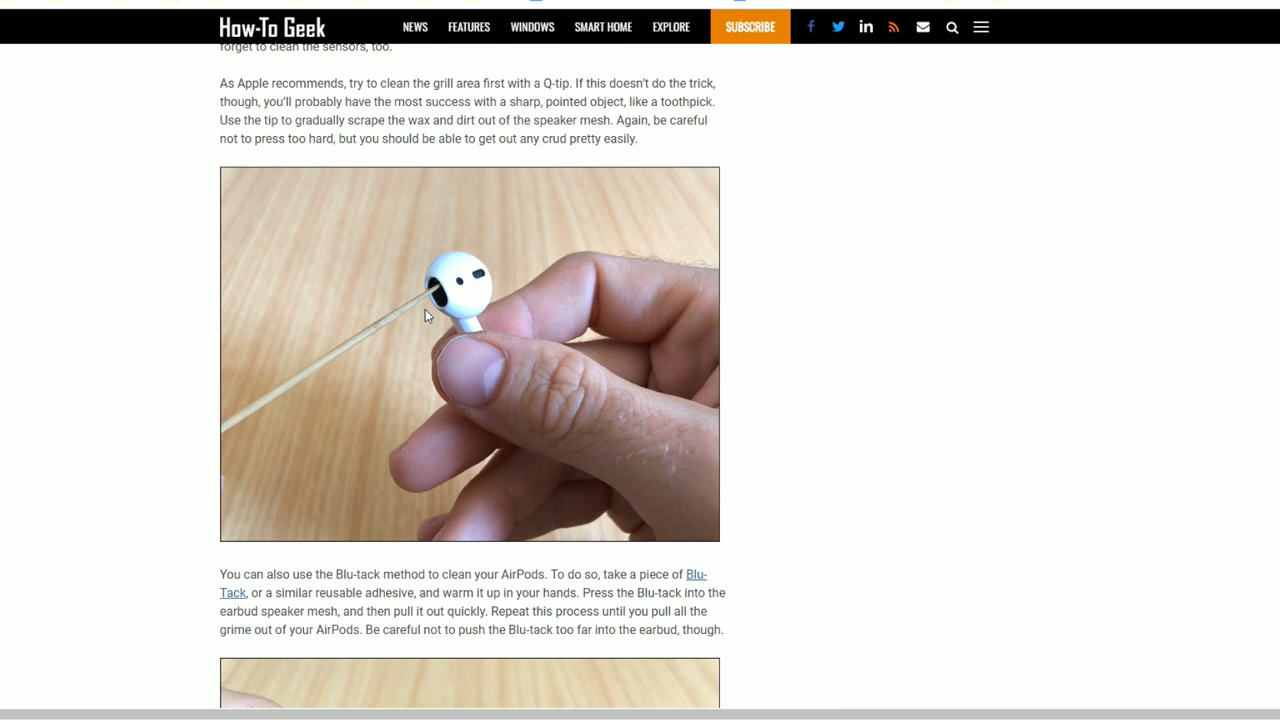 How-To Geek
NEWS FEATURES WINDOWS SMART HOME EXPLORE SUBSCRIBE
forget to clean the sensors, too.
As Apple recommends, try to clean the grill area first with a Q-tip. If this doesn't do the trick,
though, you'll probably have the most success with a sharp, pointed object, like a toothpick.
Use the tip to gradually scrape the wax and dirt out of the speaker mesh. Again, be careful
not to press too hard, but you should be able to get out any crud pretty easily.
You can also use the Blu-tack method to clean your AirPods. To do so, take a piece of Blu-
Tack, or a similar reusable adhesive, and warm it up in your hands. Press the Blu-tack into the
earbud speaker mesh, and then pull it out quickly. Repeat this process until you pull all the
grime out of your AirPods. Be careful not to push the Blu-tack too far into the earbud, though.